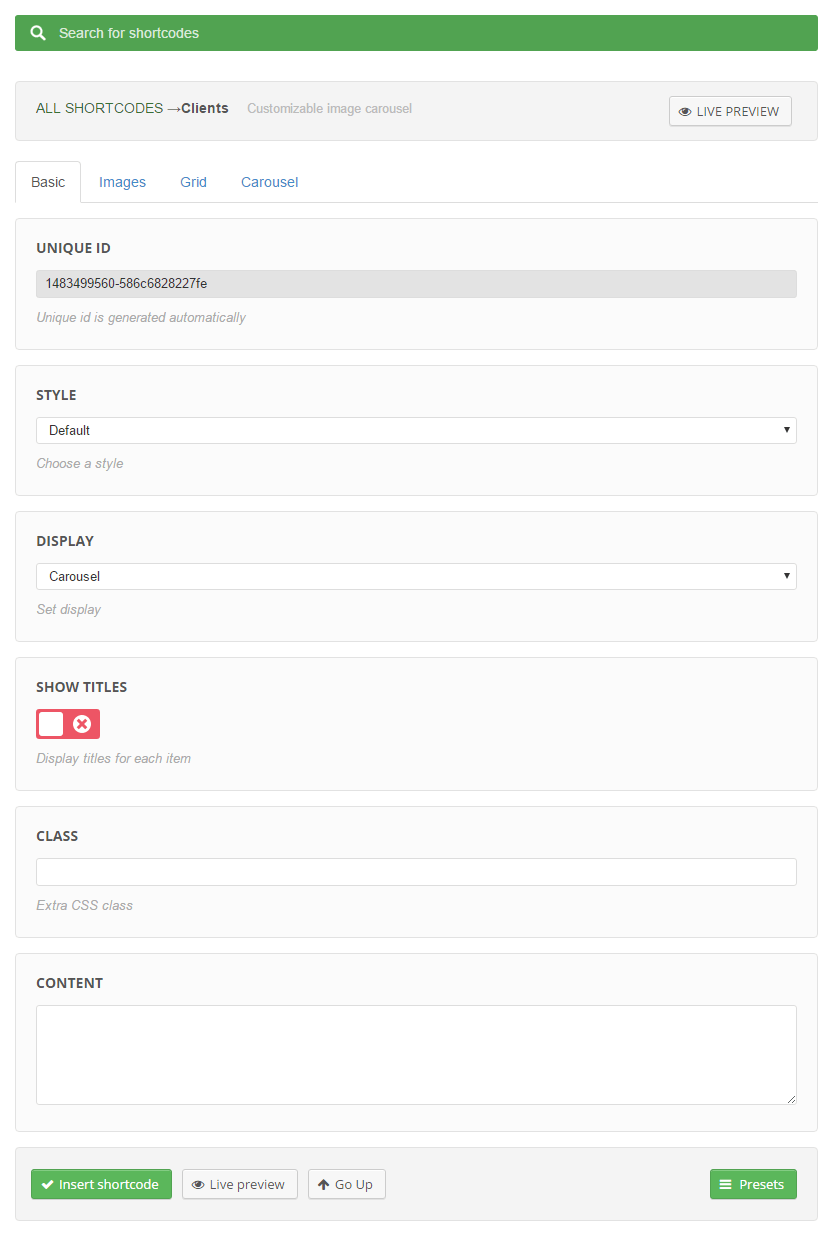 Search for shortcodes
ALL SHORTCODES →Clients Customizable image carousel LIVE PREVIEW
Basic Images Grid Carousel
UNIQUE ID
1483499560-586c6828227fe
Unique id is generated automatically
STYLE
Default
Choose a style
DISPLAY
Carousel
Set display
SHOW TITLES
Display titles for each item
CLASS
Extra CSS class
CONTENT
Insert shortcode Live preview Go Up Presets